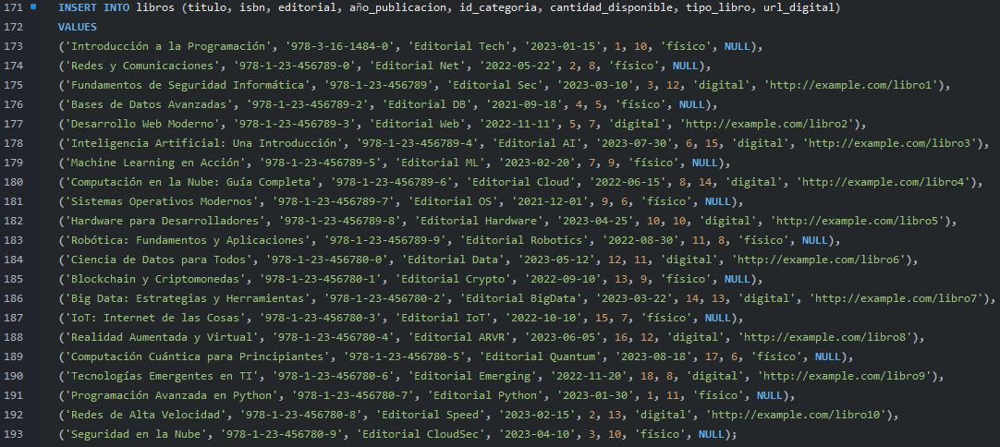 171 INSERT INTO libros (titulo, isbn, editorial, año_publicacion, id_categoria, cantidad_disponible, tipo_libro, url_digital)
172 VALUES
173 ('Introducción a la Programación', '978-3-16-1484-0', 'Editorial Tech', '2023-01-15', 1, 10, 'físico', NULL),
174 ('Redes y Comunicaciones', '978-1-23-456789-0', 'Editorial Net', '2022-05-22', 2, 8, 'físico', NULL),
175 ('Fundamentos de Seguridad Informática', '978-1-23-456789', 'Editorial Sec', '2023-03-10', 3, 12, 'digital', 'http://example.com/libro1'),
176 ('Bases de Datos Avanzadas', '978-1-23-456789-2', 'Editorial DB', '2021-09-18', 4, 5, 'físico', NULL),
177 ('Desarrollo Web Moderno', '978-1-23-456789-3', 'Editorial Web', '2022-11-11', 5, 7, 'digital', 'http://example.com/libro2'),
178 ('Inteligencia Artificial: Una Introducción', '978-1-23-456789-4', 'Editorial AI', '2023-07-30', 6, 15, 'digital', 'http://example.com/libro3'),
179 ('Machine Learning en Acción', '978-1-23-456789-5', 'Editorial ML', '2023-02-20', 7, 9, 'físico', NULL),
180 ('Computación en la Nube: Guía Completa', '978-1-23-456789-6', 'Editorial Cloud', '2022-06-15', 8, 14, 'digital', 'http://example.com/libro4'),
181 ('Sistemas Operativos Modernos', '978-1-23-456789-7', 'Editorial OS', '2021-12-01', 9, 6, 'físico', NULL),
182 ('Hardware para Desarrolladores', '978-1-23-456789-8', 'Editorial Hardware', '2023-04-25', 10, 10, 'digital', 'http://example.com/libro5'),
183 ('Robótica: Fundamentos y Aplicaciones', '978-1-23-456789-9', 'Editorial Robotics', '2022-08-30', 11, 8, 'físico', NULL),
184 ('Ciencia de Datos para Todos', '978-1-23-456780-0', 'Editorial Data', '2023-05-12', 12, 11, 'digital', 'http://example.com/libro6'),
185 ('Blockchain y Criptomonedas', '978-1-23-456780-1', 'Editorial Crypto', '2022-09-10', 13, 9, 'físico', NULL),
186 ('Big Data: Estrategias y Herramientas', '978-1-23-456780-2', 'Editorial BigData', '2023-03-22', 14, 13, 'digital', 'http://example.com/libro7'),
187 ('IoT: Internet de las Cosas', '978-1-23-456780-3', 'Editorial IoT', '2022-10-10', 15, 7, 'físico', NULL),
188 ('Realidad Aumentada y Virtual', '978-1-23-456780-4', 'Editorial ARVR', '2023-06-05', 16, 12, 'digital', 'http://example.com/libro8'),
189 ('Computación Cuántica para Principiantes', '978-1-23-456780-5', 'Editorial Quantum', '2023-08-18', 17, 6, 'físico', NULL),
190 ('Tecnologías Emergentes en TI', '978-1-23-456780-6', 'Editorial Emerging', '2022-11-20', 18, 8, 'digital', 'http://example.com/libro9'),
191 ('Programación Avanzada en Python', '978-1-23-456780-7', 'Editorial Python', '2023-01-30', 1, 11, 'físico', NULL),
192 ('Redes de Alta Velocidad', '978-1-23-456780-8', 'Editorial Speed', '2023-02-15', 2, 13, 'digital', 'http://example.com/libro10'),
193 ('Seguridad en la Nube', '978-1-23-456780-9', 'Editorial CloudSec', '2023-04-10', 3, 10, 'físico', NULL);